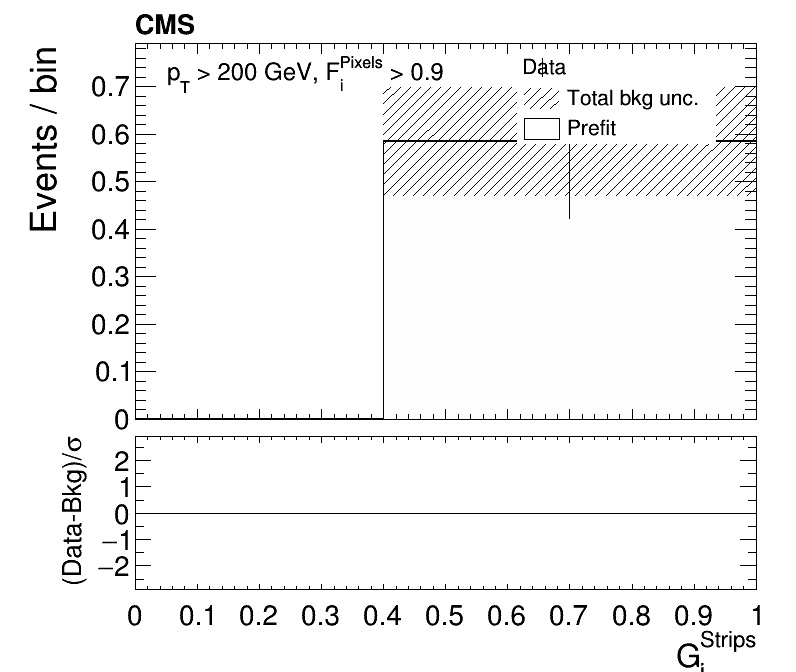 CMS
p_T > 200 GeV, F_i^Pixels > 0.9
Data
Total bkg unc.
Prefit
Events / bin
0.7
0.6
0.5
0.4
0.3
0.2
0.1
0
(Data-Bkg)/σ
2
1
0
−1
−2
0 0.1 0.2 0.3 0.4 0.5 0.6 0.7 0.8 0.9 1
G_i^Strips